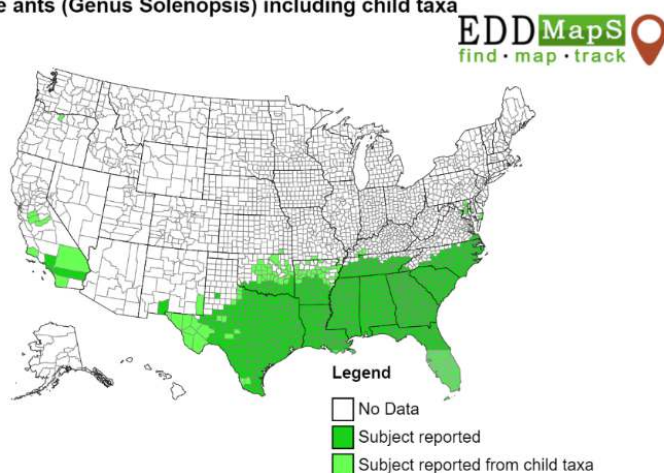 e ants (Genus Solenopsis) including child taxa
EDDMapS
find · map · track
Legend
No Data
Subject reported
Subject reported from child taxa